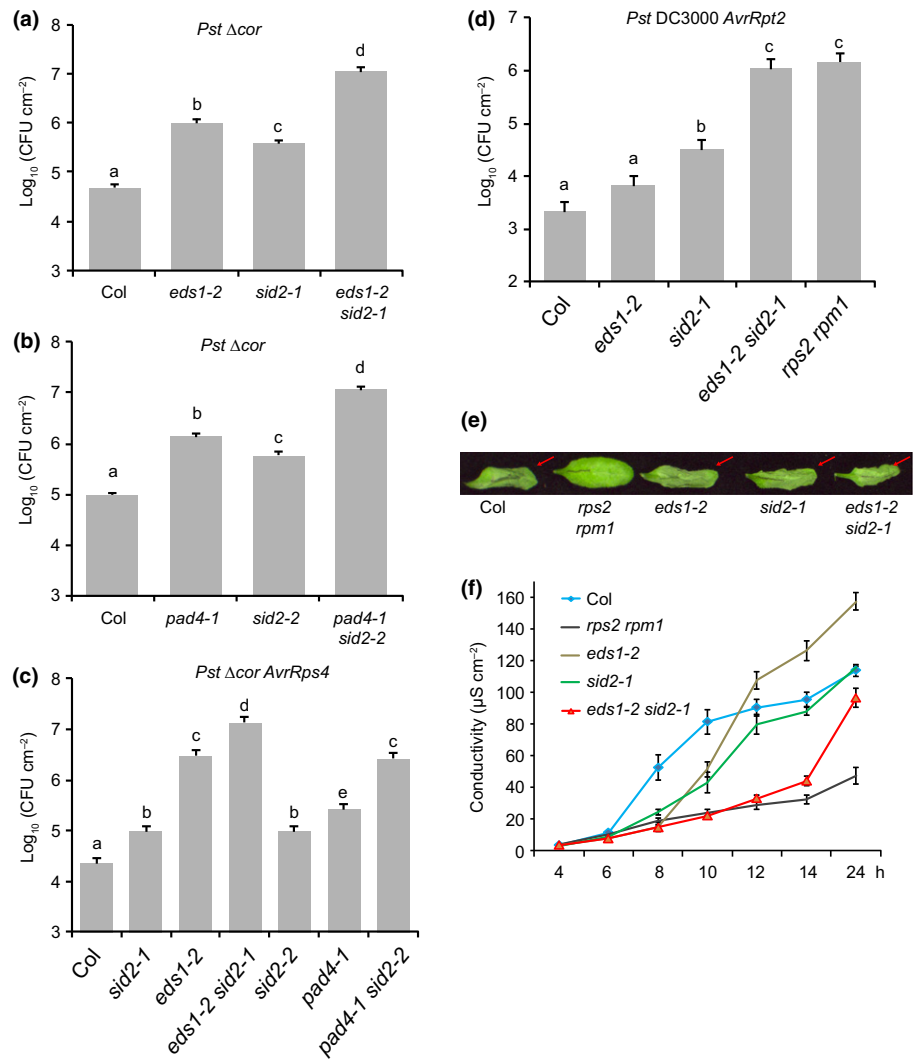 (a)
Pst Δcor
Log10 (CFU cm−2)
8
7
6
5
4
3
a
b
c
d
Col
eds1-2
sid2-1
eds1-2
sid2-1
(b)
Pst Δcor
Log10 (CFU cm−2)
8
7
6
5
4
3
a
b
c
d
Col
pad4-1
sid2-2
pad4-1
sid2-2
(c)
Pst Δcor AvrRps4
Log10 (CFU cm−2)
8
7
6
5
4
3
a
b
c
d
b
e
c
Col
sid2-1
eds1-2
eds1-2 sid2-1
sid2-2
pad4-1
pad4-1 sid2-2
(d)
Pst DC3000 AvrRpt2
Log10 (CFU cm−2)
7
6
5
4
3
2
a
a
b
c
c
Col
eds1-2
sid2-1
eds1-2 sid2-1
rps2 rpm1
(e)
Col
rps2
rpm1
eds1-2
sid2-1
eds1-2
sid2-1
(f)
Conductivity (µS cm−2)
160
140
120
100
80
60
40
20
0
Col
rps2 rpm1
eds1-2
sid2-1
eds1-2 sid2-1
4 6 8 10 12 14 24 h